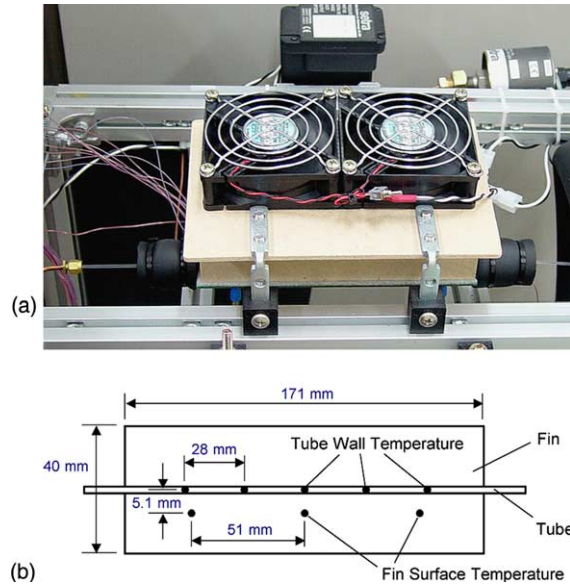 setra
(a)
171 mm
28 mm
Tube Wall Temperature
Fin
40 mm
5.1 mm
Tube
51 mm
Fin Surface Temperature
(b)